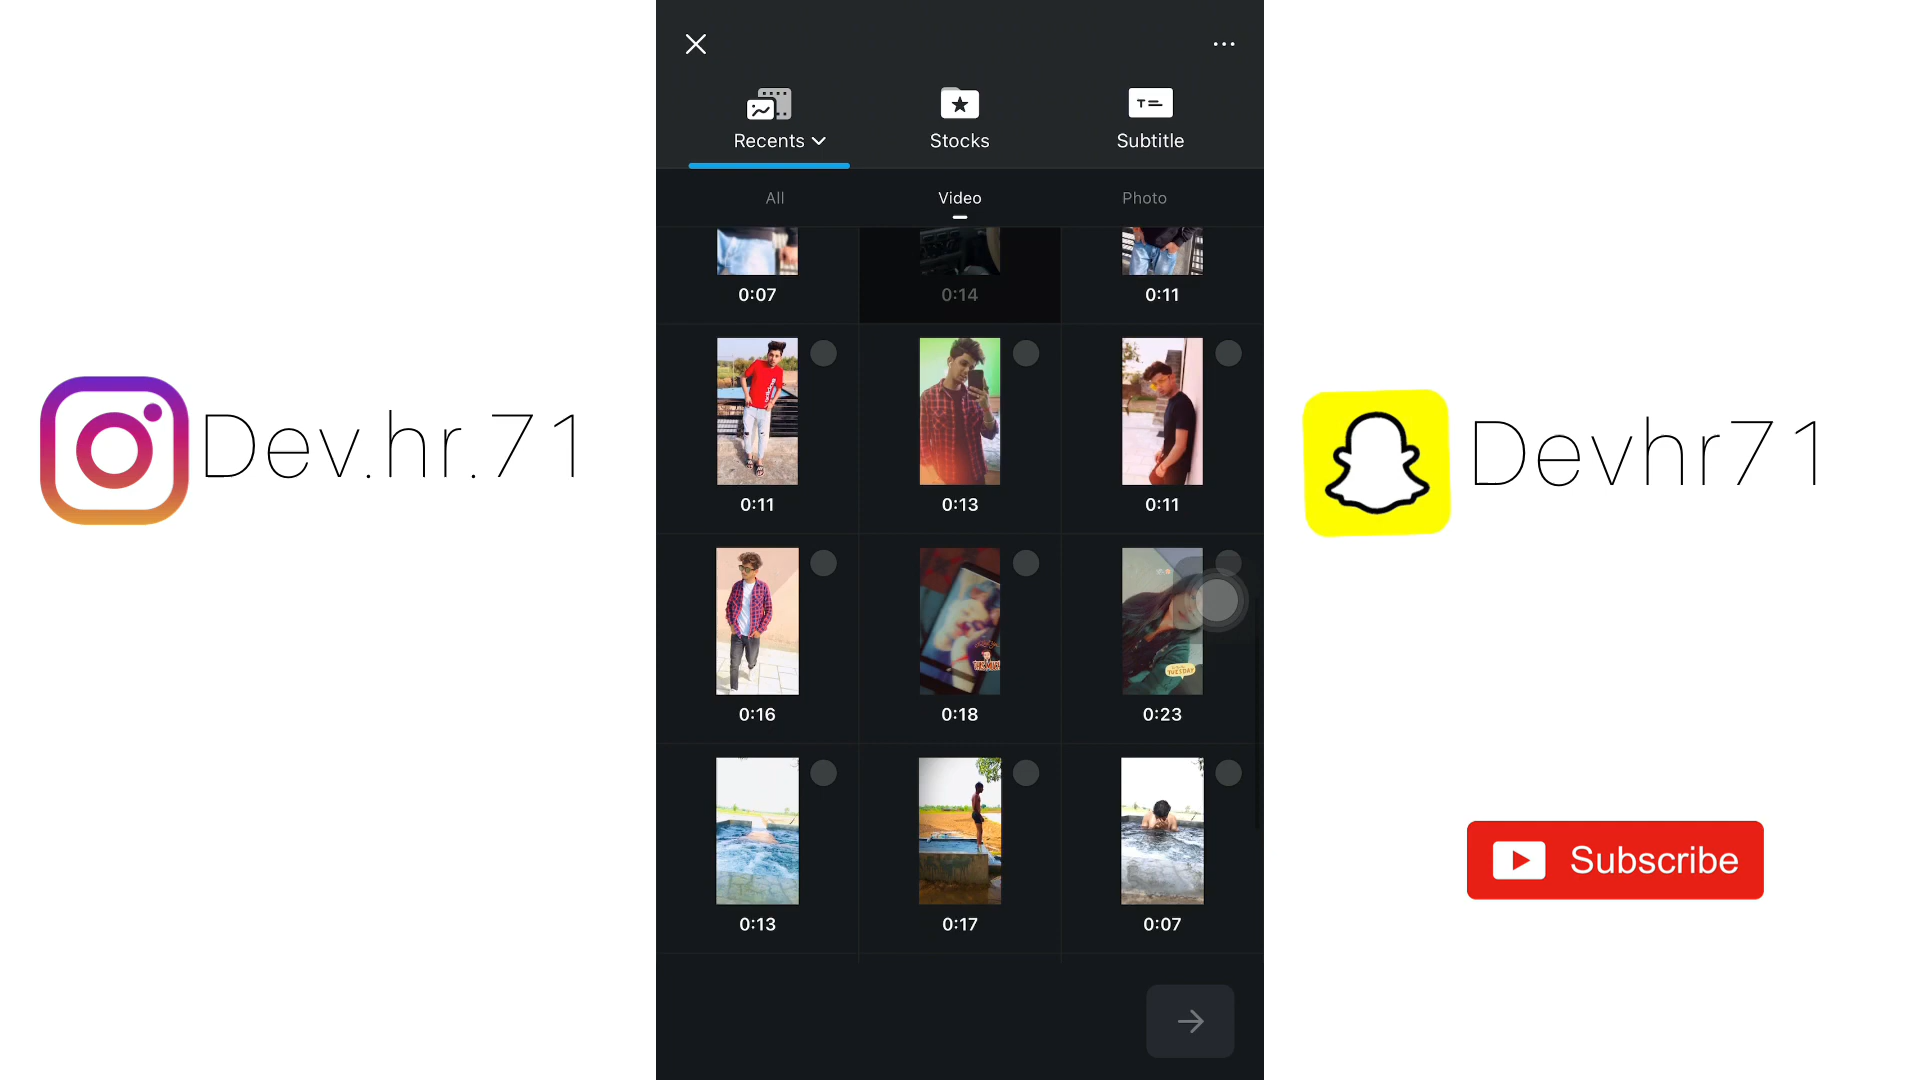 Recents
Stocks
Subtitle
All
Video
Photo
0:07
0:14
0:11
0:11
0:13
0:11
0:16
0:18
0:23
TUESDAY
0:13
0:17
0:07
Dev.hr.71
Devhr71
Subscribe